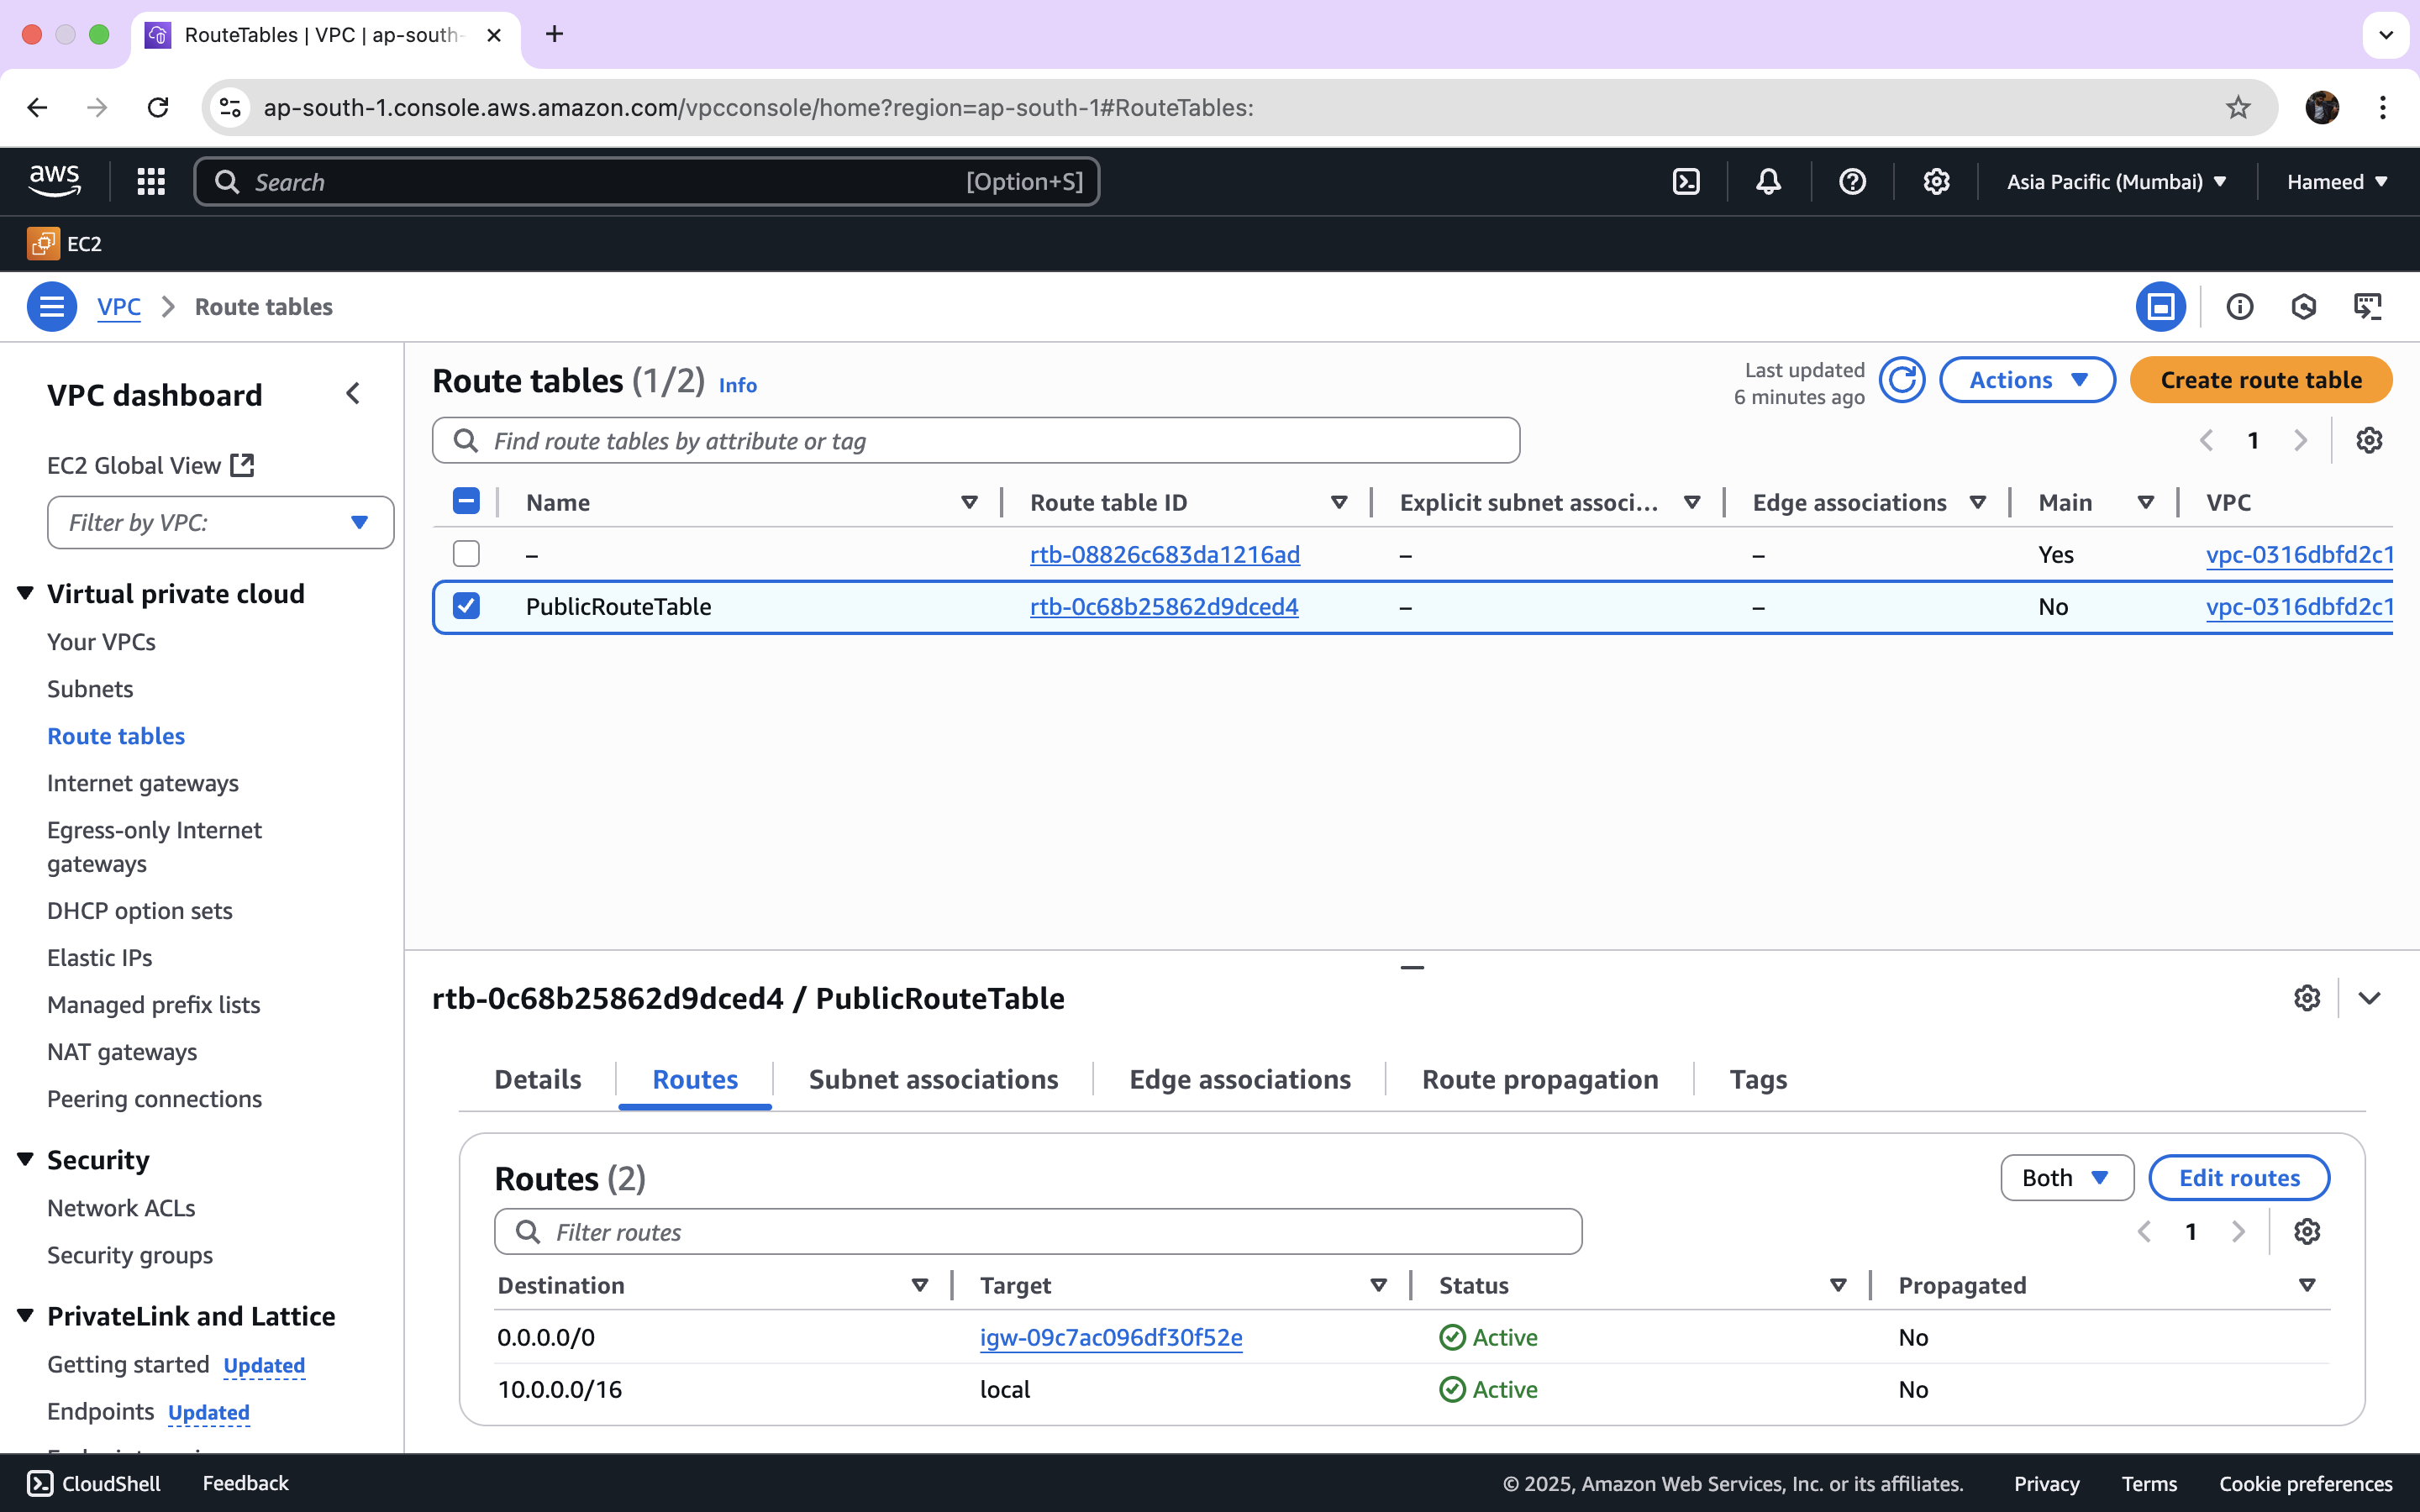 RouteTables | VPC | ap-south-
ap-south-1.console.aws.amazon.com/vpcconsole/home?region=ap-south-1#RouteTables:
aws
Search [Option+S]
Asia Pacific (Mumbai)
Hameed
EC2
VPC > Route tables
VPC dashboard
EC2 Global View
Filter by VPC:
Virtual private cloud
Your VPCs
Subnets
Route tables
Internet gateways
Egress-only Internet
gateways
DHCP option sets
Elastic IPs
Managed prefix lists
NAT gateways
Peering connections
Security
Network ACLs
Security groups
PrivateLink and Lattice
Getting started Updated
Endpoints Updated
Route tables (1/2) Info
Last updated
6 minutes ago
Actions
Create route table
Find route tables by attribute or tag
1
Name Route table ID Explicit subnet associ... Edge associations Main VPC
– rtb-08826c683da1216ad – – Yes vpc-0316dbfd2c1
PublicRouteTable rtb-0c68b25862d9dced4 – – No vpc-0316dbfd2c1
rtb-0c68b25862d9dced4 / PublicRouteTable
Details Routes Subnet associations Edge associations Route propagation Tags
Routes (2)
Both
Edit routes
Filter routes
1
Destination Target Status Propagated
0.0.0.0/0 igw-09c7ac096df30f52e Active No
10.0.0.0/16 local Active No
CloudShell Feedback © 2025, Amazon Web Services, Inc. or its affiliates. Privacy Terms Cookie preferences